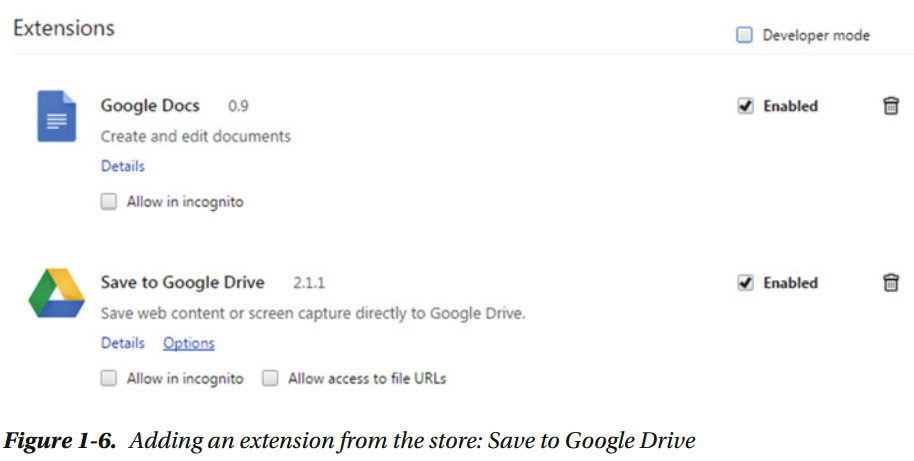 Extensions
Developer mode
Google Docs 0.9 Enabled
Create and edit documents
Details
Allow in incognito
Save to Google Drive 2.1.1 Enabled
Save web content or screen capture directly to Google Drive.
Details Options
Allow in incognito Allow access to file URLs
Figure 1-6. Adding an extension from the store: Save to Google Drive